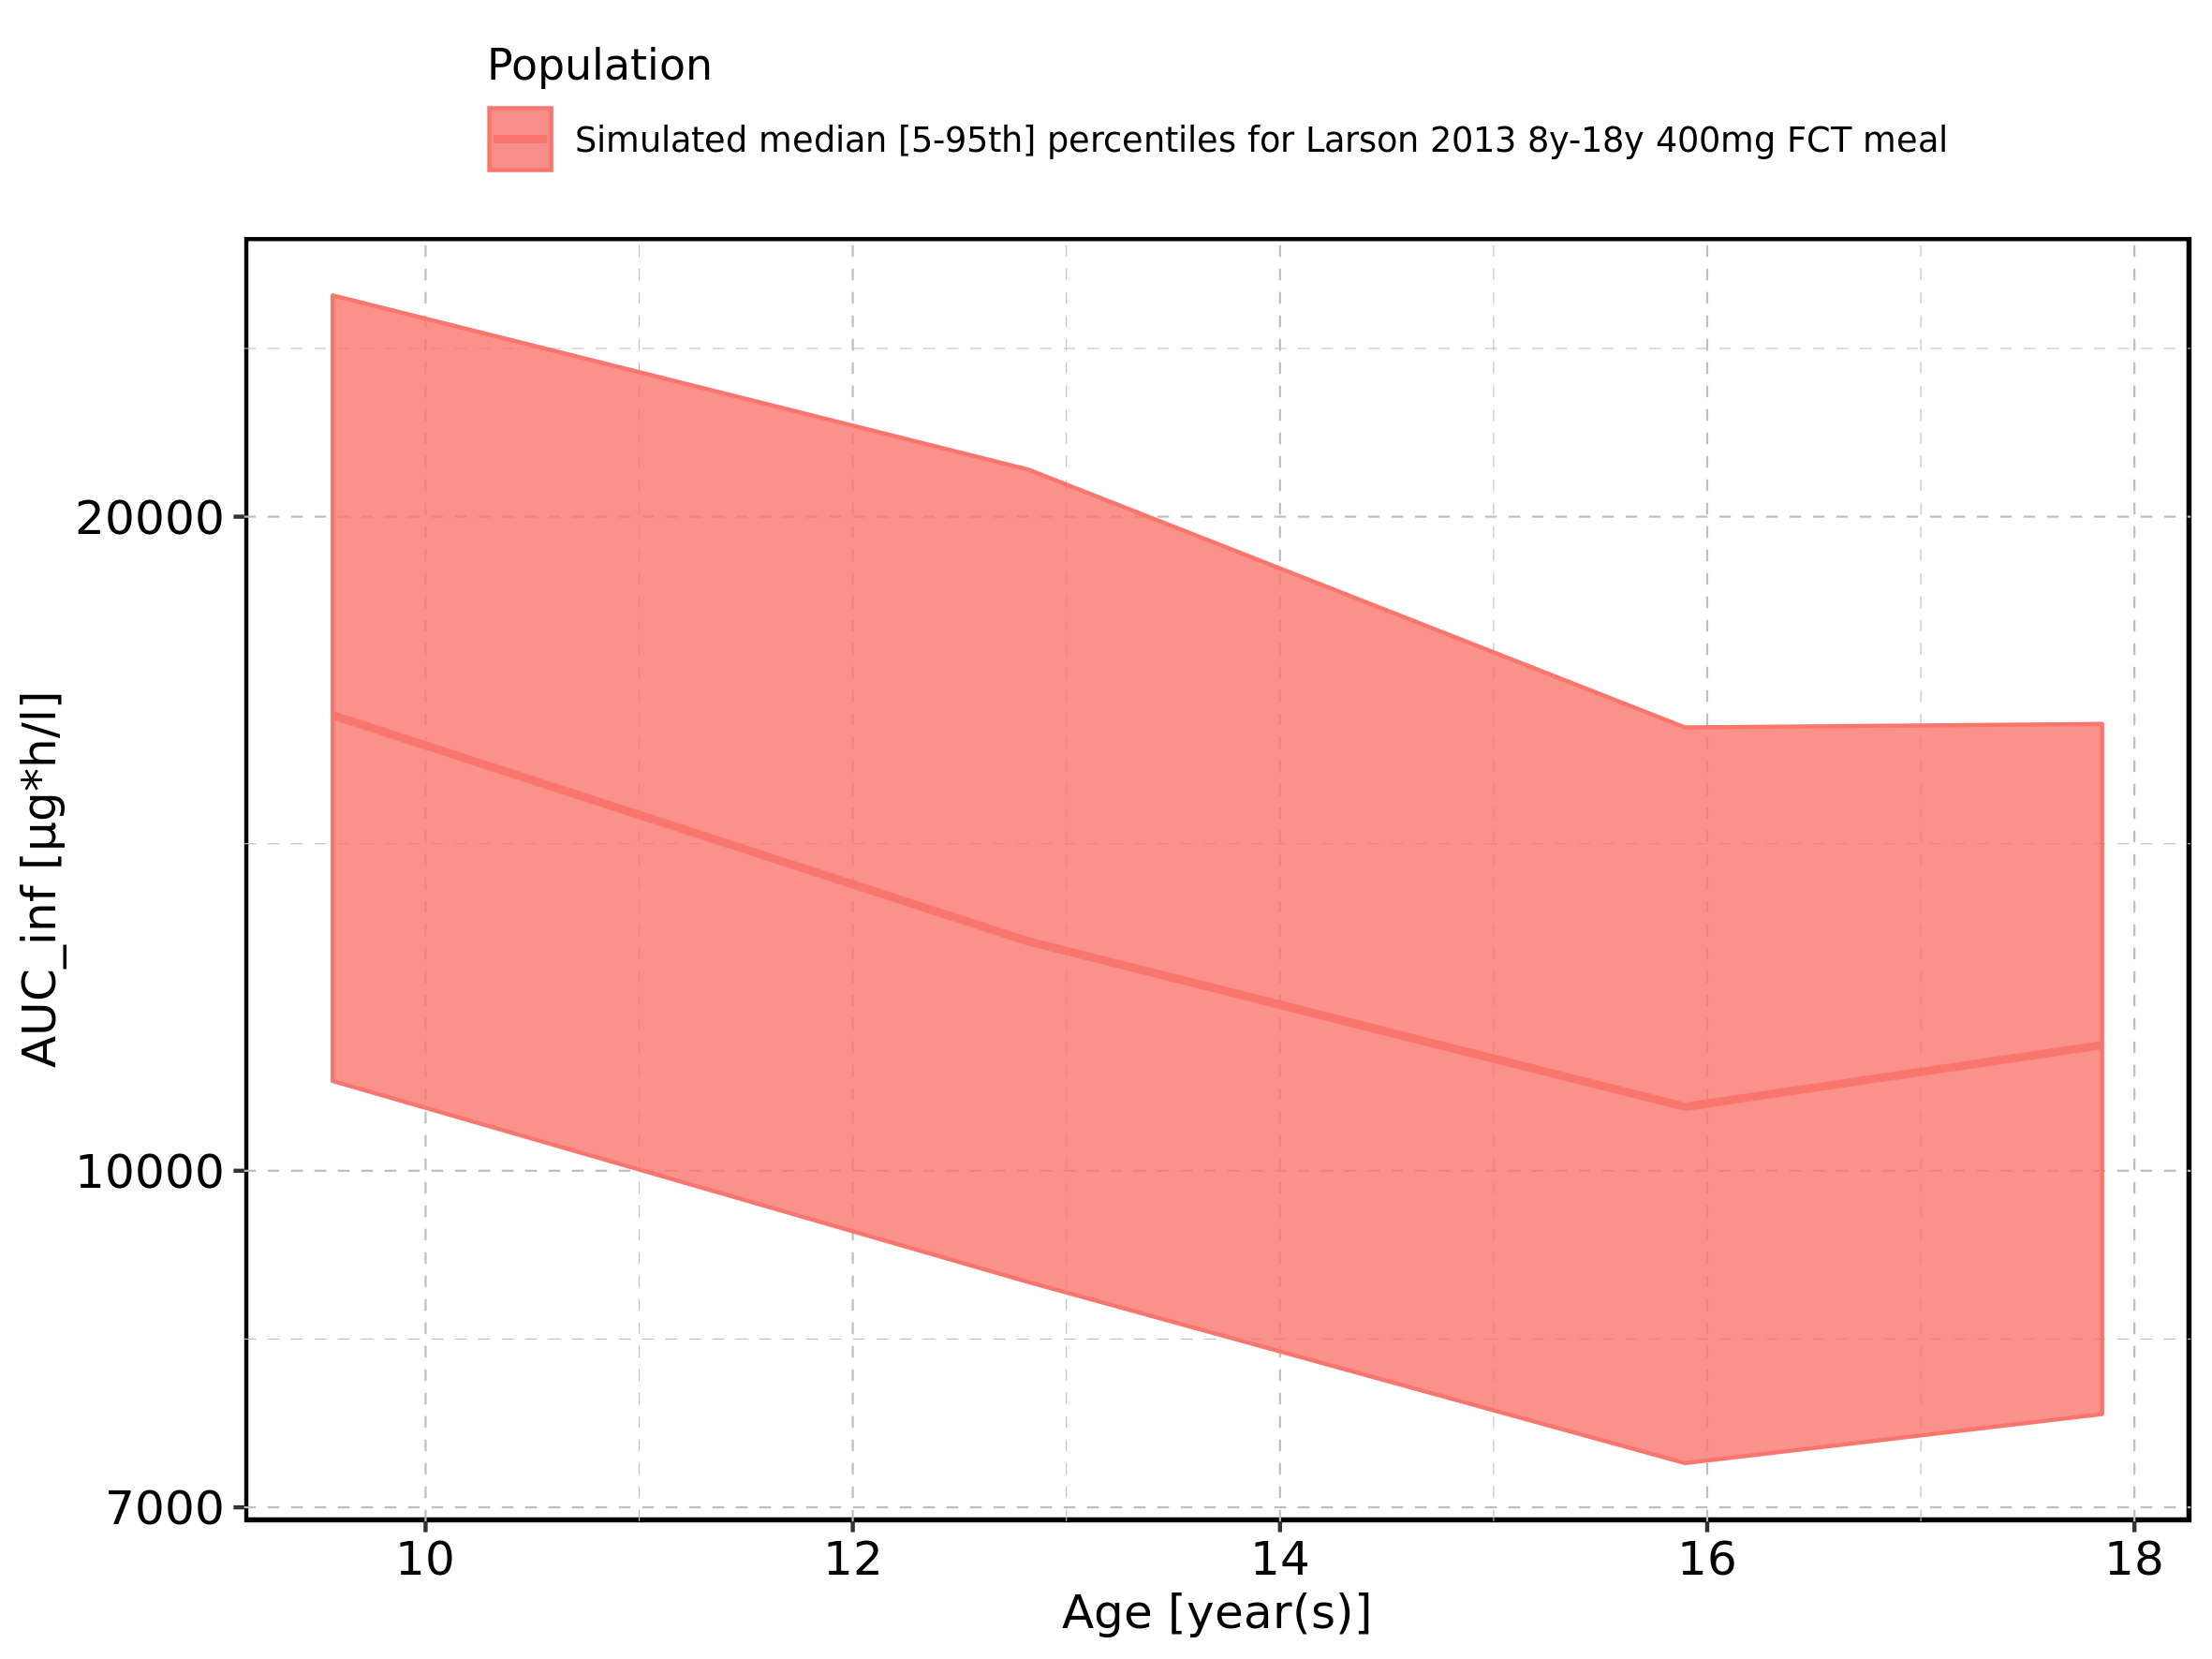 Population
Simulated median [5-95th] percentiles for Larson 2013 8y-18y 400mg FCT meal
AUC_inf [µg*h/l]
20000
10000
7000
10 12 14 16 18
Age [year(s)]